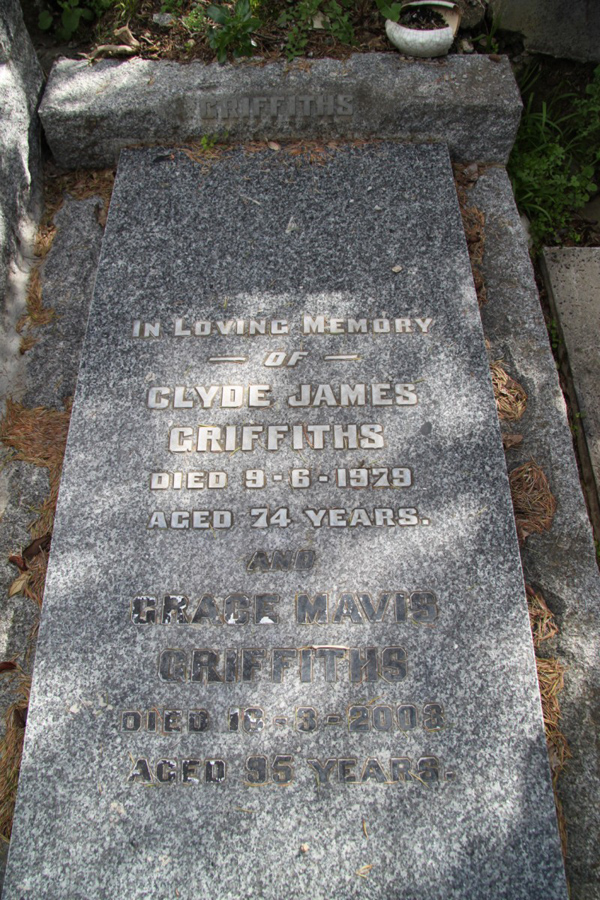 GRIFFITHS
IN LOVING MEMORY
— OF —
CLYDE JAMES
GRIFFITHS
DIED 9-6-1979
AGED 74 YEARS.
AND
GRACE MAVIS
GRIFFITHS
DIED
AGED 95 YEARS.